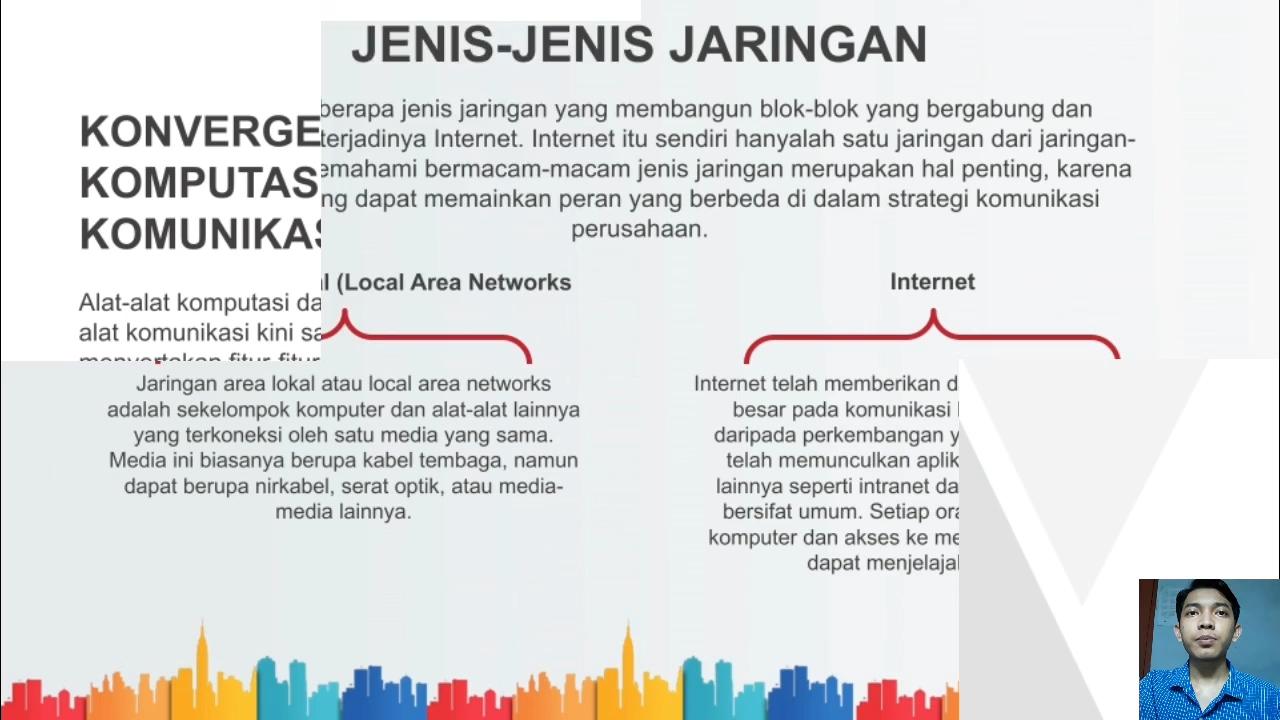 JENIS-JENIS JARINGAN
berapa jenis jaringan yang membangun blok-blok yang bergabung dan
terjadinya Internet. Internet itu sendiri hanyalah satu jaringan dari jaringan-
emahami bermacam-macam jenis jaringan merupakan hal penting, karena
ng dapat memainkan peran yang berbeda di dalam strategi komunikasi
perusahaan.
KONVERGE
KOMPUTAS
KOMUNIKAS
Alat-alat komputasi da
alat komunikasi kini sa
menyertakan fitur-fitur
l (Local Area Networks
Jaringan area lokal atau local area networks
adalah sekelompok komputer dan alat-alat lainnya
yang terkoneksi oleh satu media yang sama.
Media ini biasanya berupa kabel tembaga, namun
dapat berupa nirkabel, serat optik, atau media-
media lainnya.
Internet
Internet telah memberikan d
besar pada komunikasi
daripada perkembangan y
telah memunculkan aplik
lainnya seperti intranet da
bersifat umum. Setiap ora
komputer dan akses ke me
dapat menjelajal